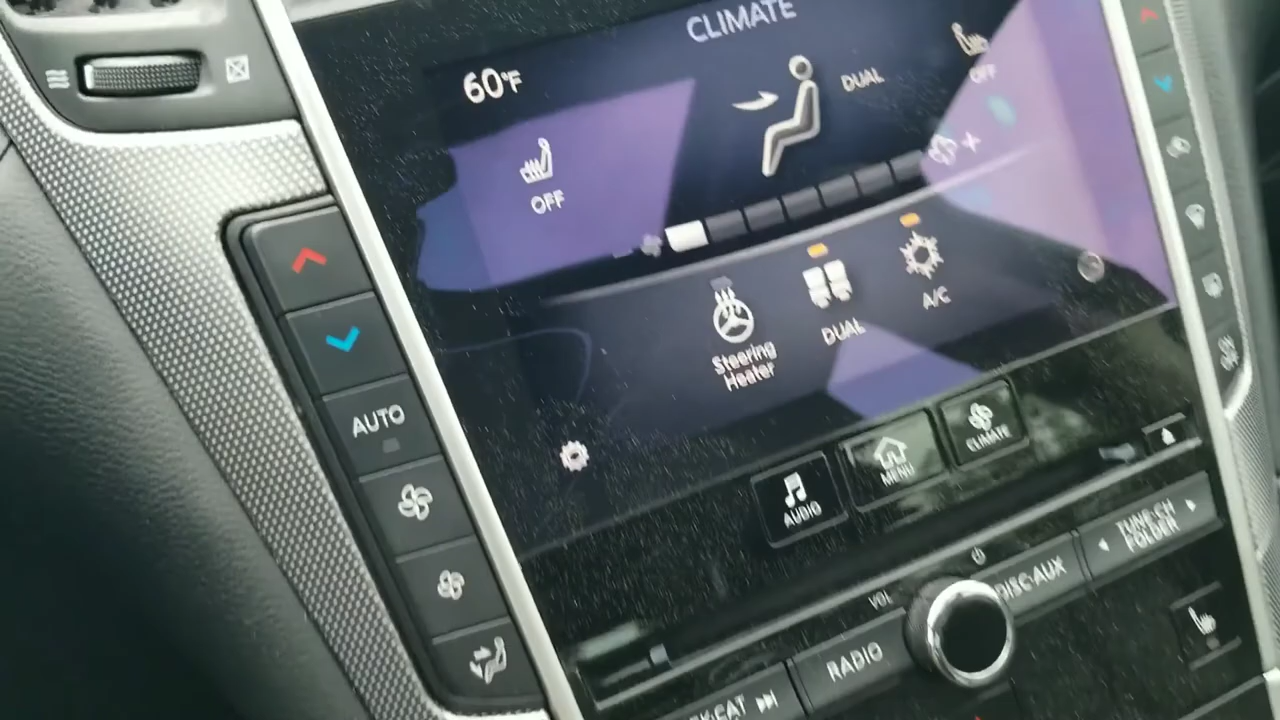 CLIMATE
60°F
DUAL
OFF
OFF
Steering
Heater
DUAL
A/C
AUTO
AUDIO
MENU
CLIMATE
VOL
RADIO
DISC·AUX
TUNE·CH
FOLDER